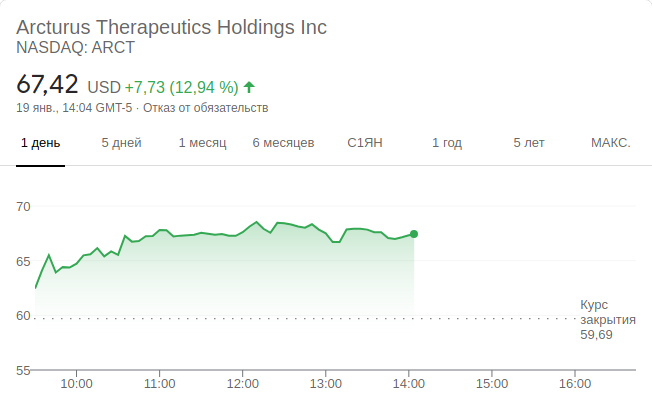 Arcturus Therapeutics Holdings Inc
NASDAQ: ARCT
67,42 USD +7,73 (12,94 %)
19 янв., 14:04 GMT-5 · Отказ от обязательств
1 день 5 дней 1 месяц 6 месяцев С1ЯН 1 год 5 лет МАКС.
70
65
60
55
Курс
закрытия
59,69
10:00 11:00 12:00 13:00 14:00 15:00 16:00